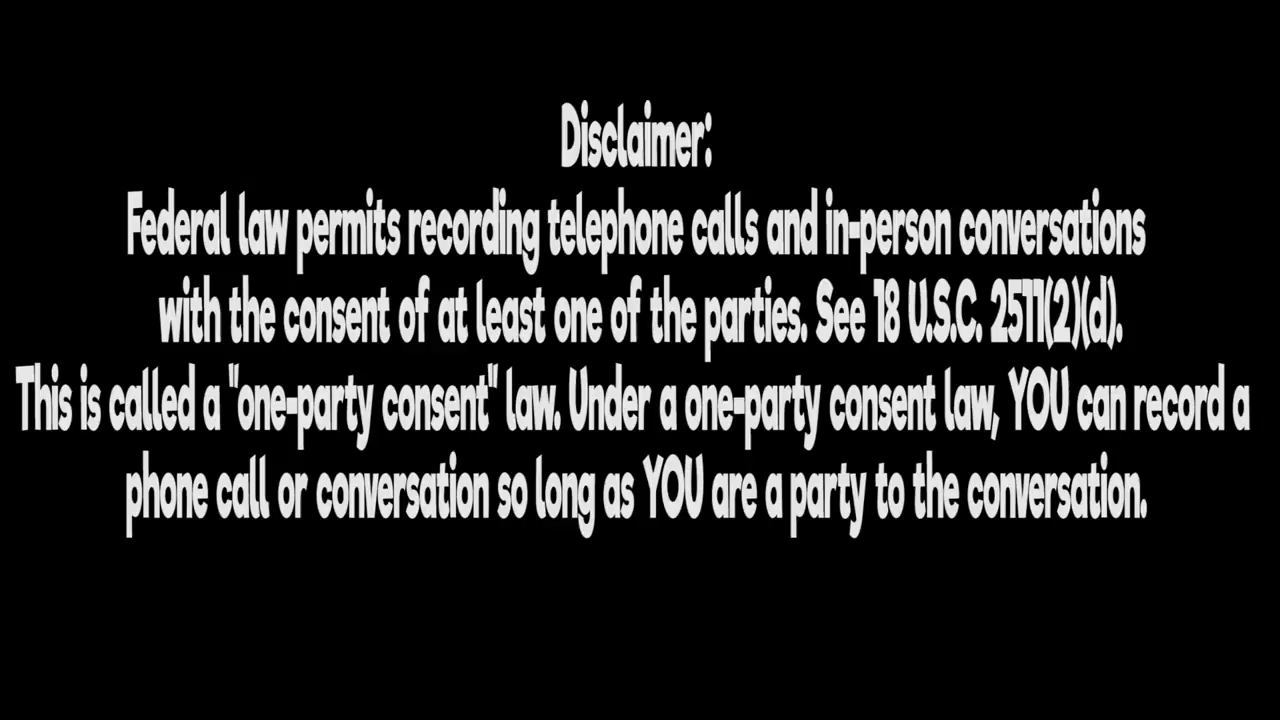 Disclaimer:
Federal law permits recording telephone calls and in-person conversations
with the consent of at least one of the parties. See 18 U.S.C. 2511(2)(d).
This is called a "one-party consent" law. Under a one-party consent law, YOU can record a
phone call or conversation so long as YOU are a party to the conversation.